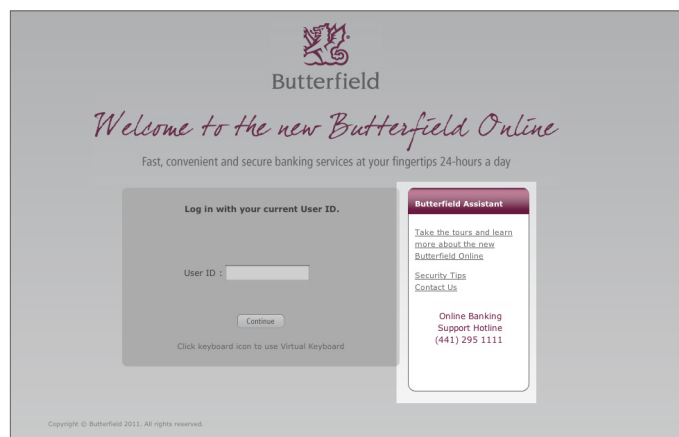 Butterfield
Welcome to the new Butterfield Online
Fast, convenient and secure banking services at your fingertips 24-hours a day
Log in with your current User ID.
User ID :
Continue
Click keyboard icon to use Virtual Keyboard
Butterfield Assistant
Take the tours and learn
more about the new
Butterfield Online
Security Tips
Contact Us
Online Banking
Support Hotline
(441) 295 1111
Copyright © Butterfield 2011. All rights reserved.